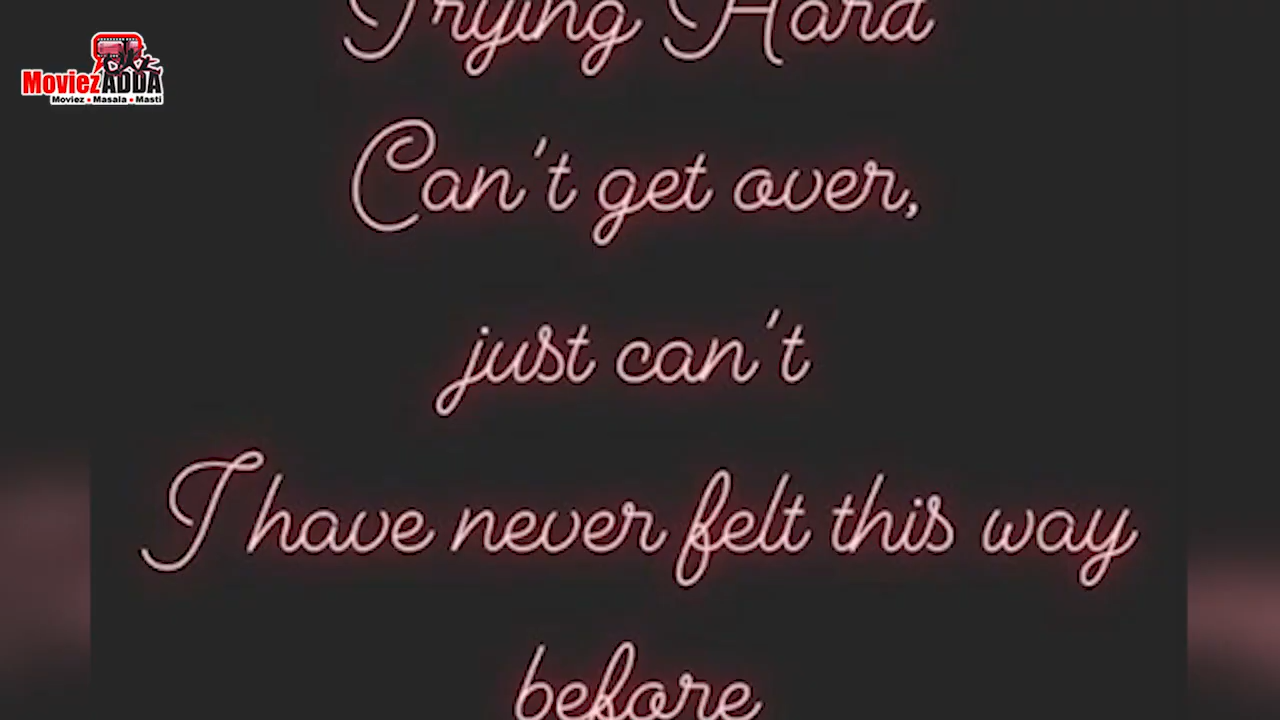 Trying Hard
MoviezADDA
Moviez • Masala • Masti
Can't get over,
just can't
I have never felt this way
before